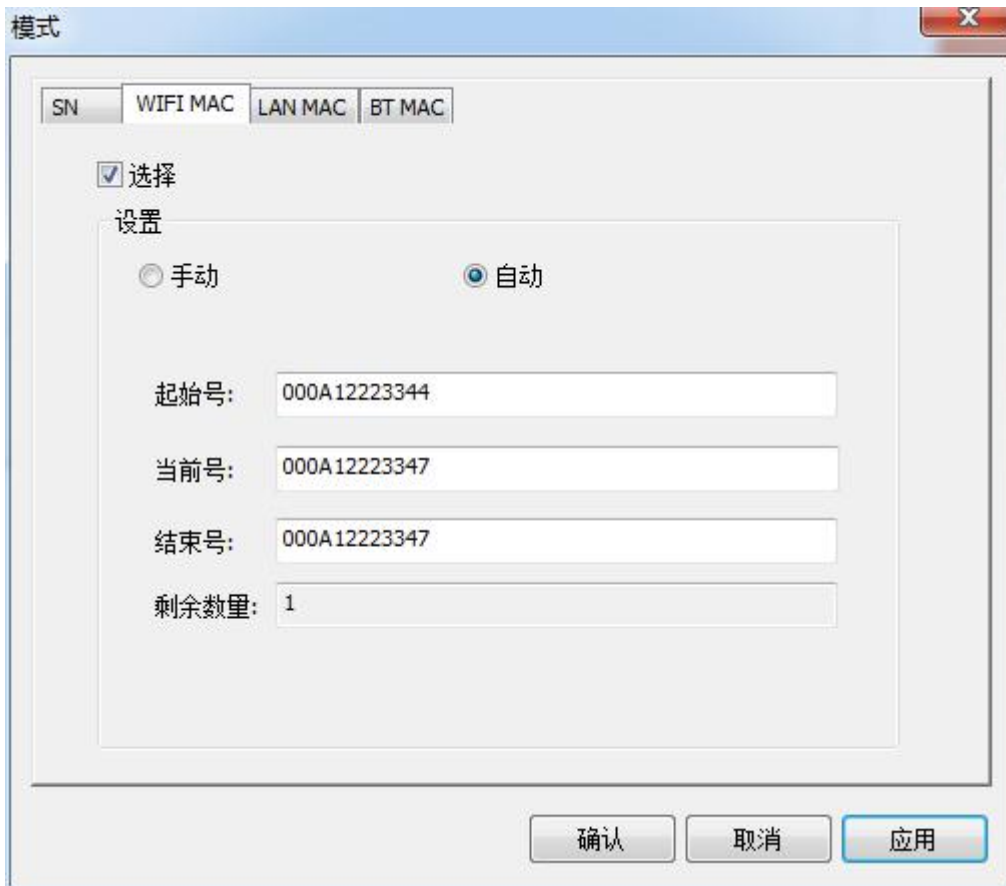 模式
SN WIFI MAC LAN MAC BT MAC
选择
设置
手动 自动
起始号: 000A12223344
当前号: 000A12223347
结束号: 000A12223347
剩余数量: 1
确认 取消 应用